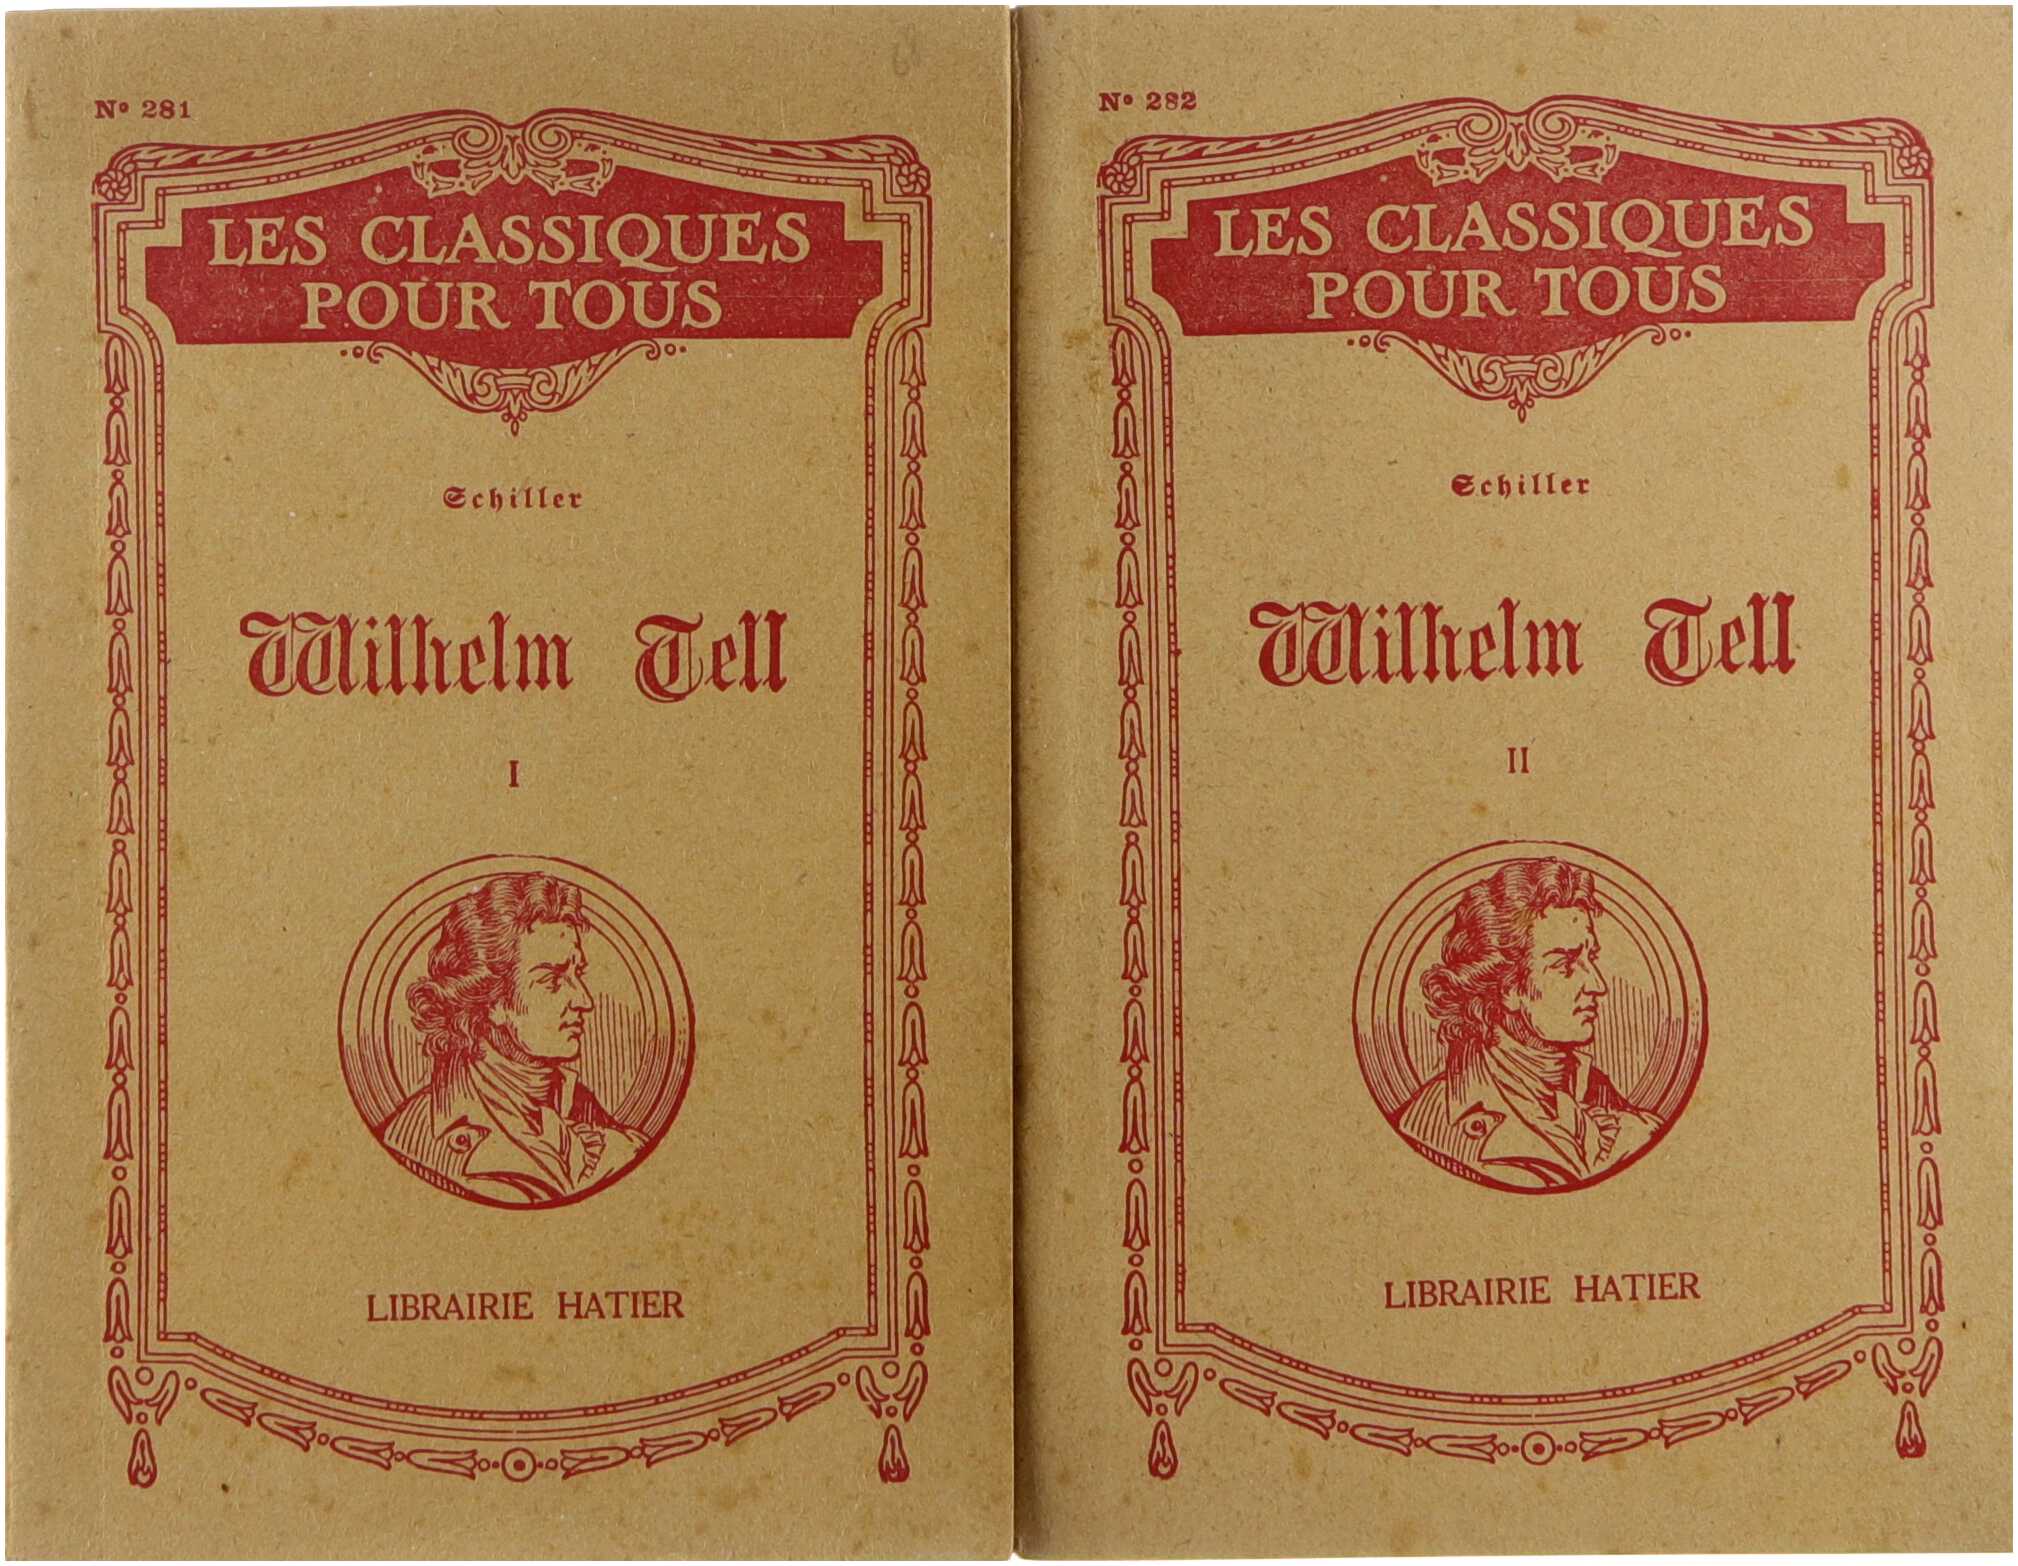 Nº 281
LES CLASSIQUES
POUR TOUS
Schiller
Wilhelm Tell
I
LIBRAIRIE HATIER
Nº 282
LES CLASSIQUES
POUR TOUS
Schiller
Wilhelm Tell
II
LIBRAIRIE HATIER